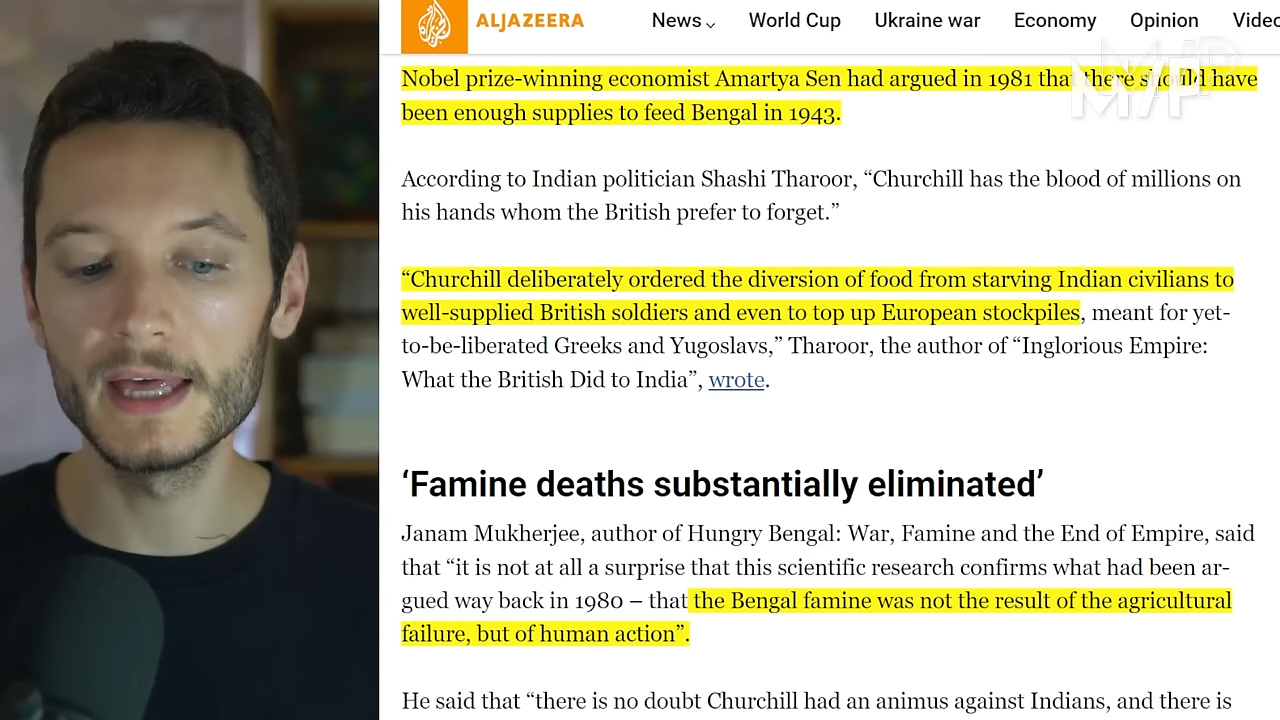 ALJAZEERA News World Cup Ukraine war Economy Opinion Video
Nobel prize-winning economist Amartya Sen had argued in 1981 that there should have
been enough supplies to feed Bengal in 1943.
According to Indian politician Shashi Tharoor, “Churchill has the blood of millions on
his hands whom the British prefer to forget.”
“Churchill deliberately ordered the diversion of food from starving Indian civilians to
well-supplied British soldiers and even to top up European stockpiles, meant for yet-
to-be-liberated Greeks and Yugoslavs,” Tharoor, the author of “Inglorious Empire:
What the British Did to India”, wrote.
‘Famine deaths substantially eliminated’
Janam Mukherjee, author of Hungry Bengal: War, Famine and the End of Empire, said
that “it is not at all a surprise that this scientific research confirms what had been ar-
gued way back in 1980 – that the Bengal famine was not the result of the agricultural
failure, but of human action”.
He said that “there is no doubt Churchill had an animus against Indians, and there is